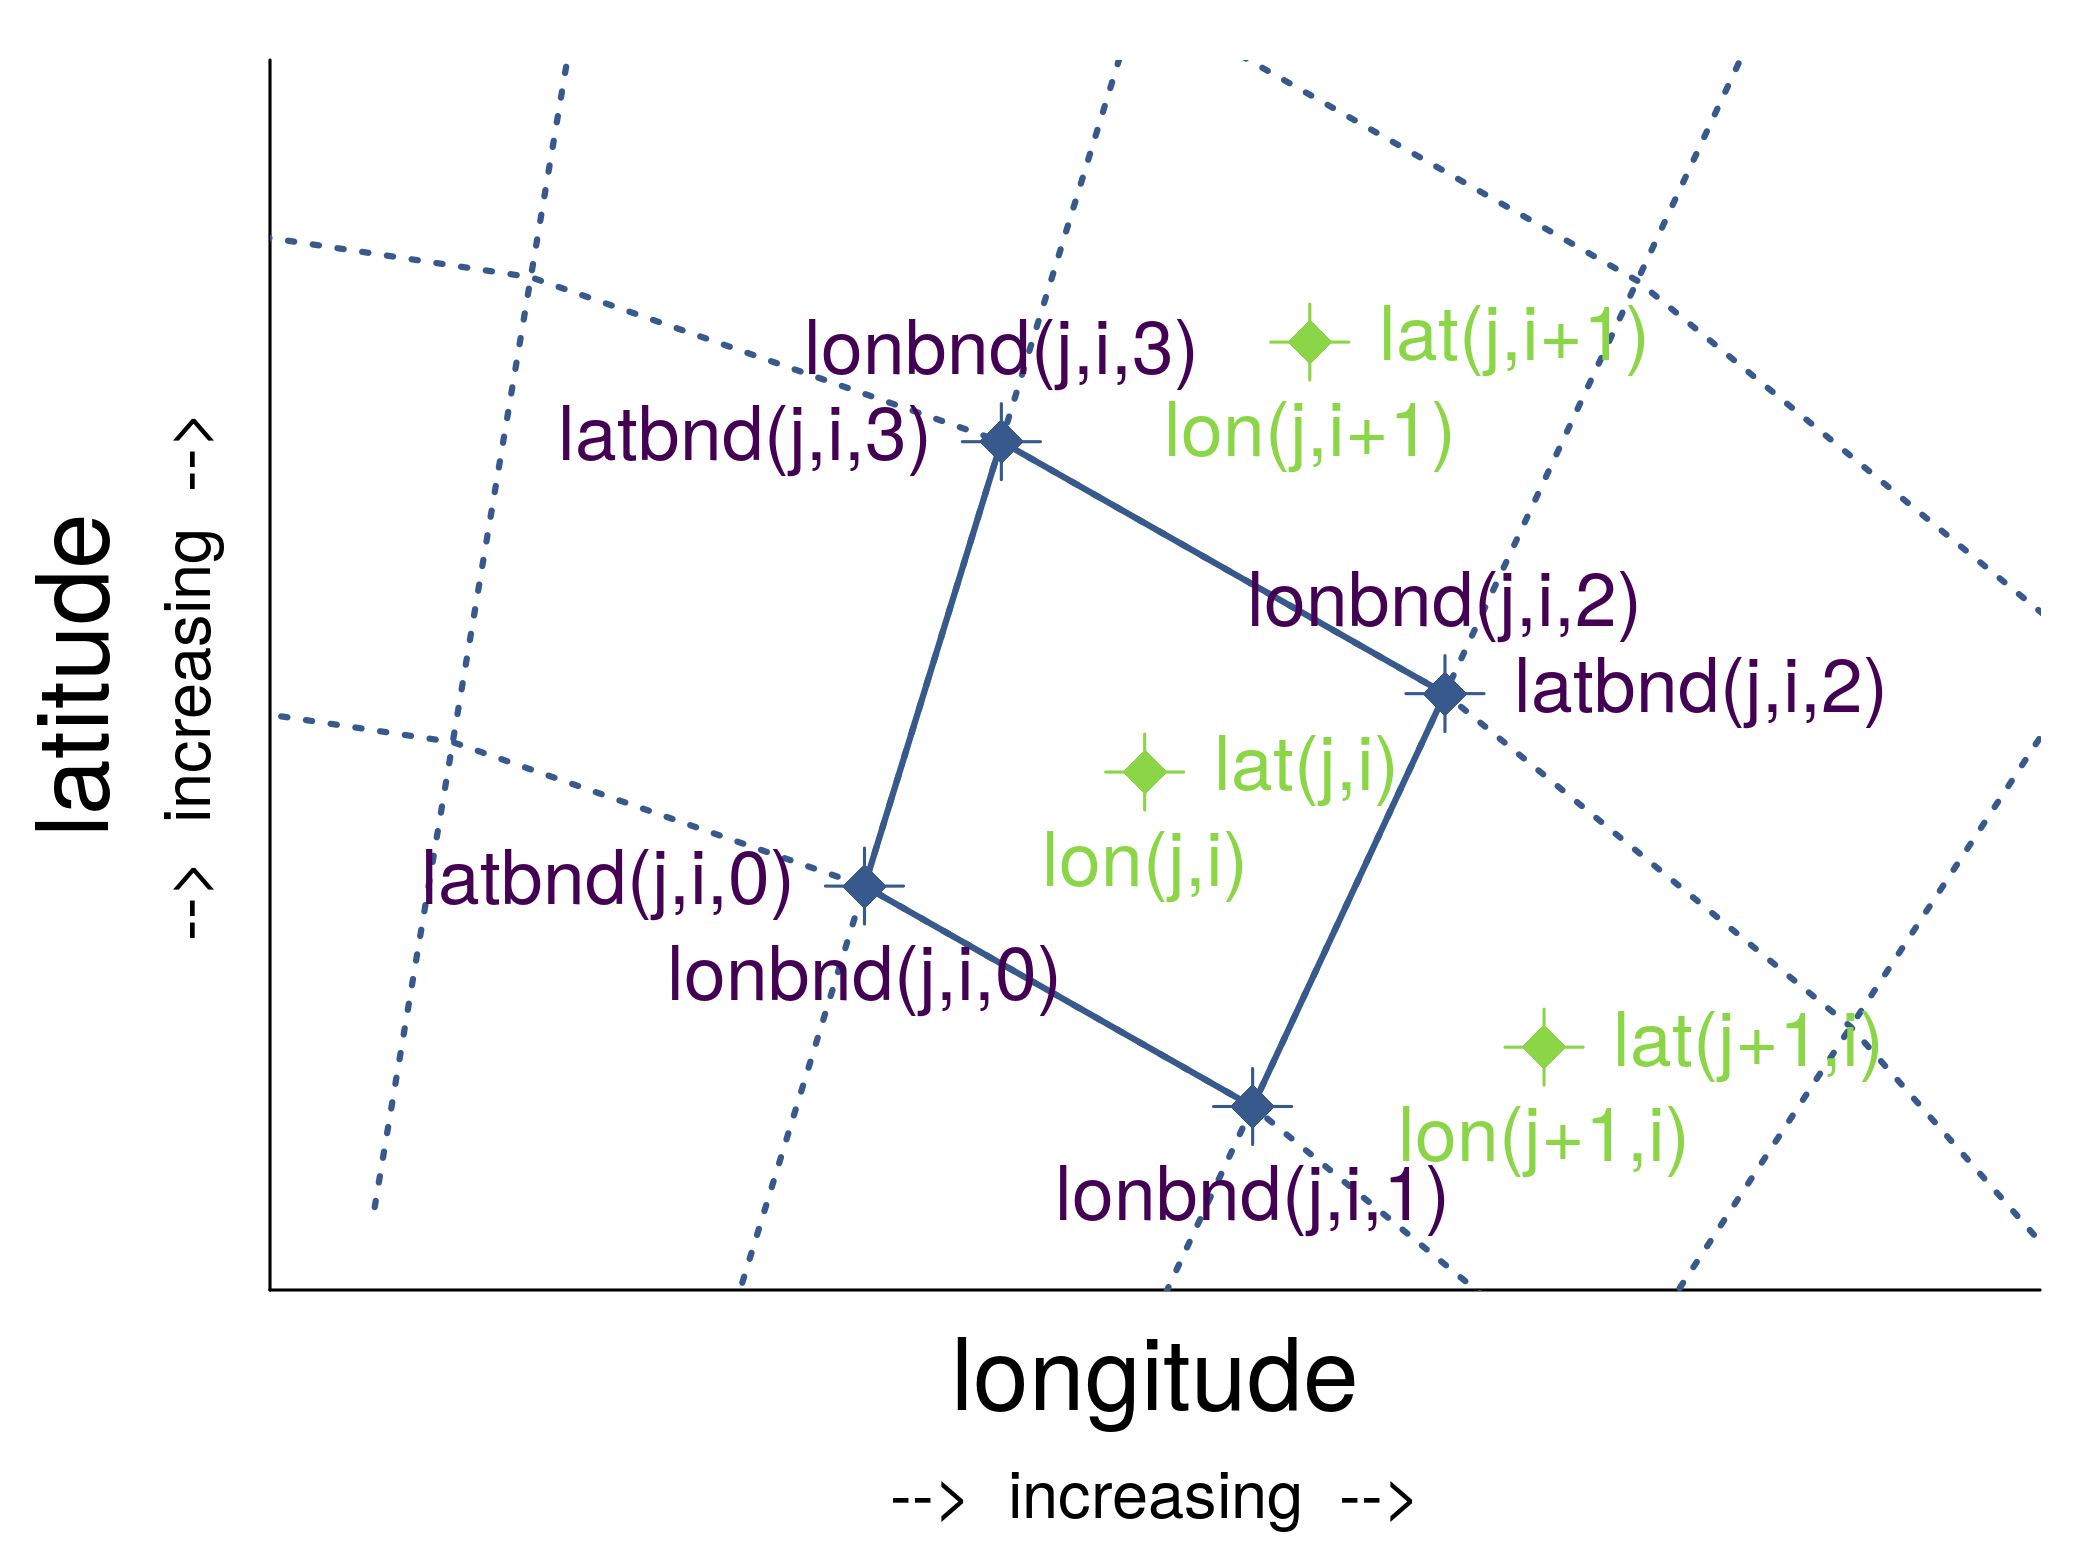 lonbnd(j,i,3)
lat(j,i+1)
latbnd(j,i,3)
lon(j,i+1)
lonbnd(j,i,2)
latbnd(j,i,2)
lat(j,i)
lon(j,i)
latbnd(j,i,0)
lonbnd(j,i,0)
lat(j+1,i)
lon(j+1,i)
lonbnd(j,i,1)
latitude
--> increasing -->
longitude
--> increasing -->